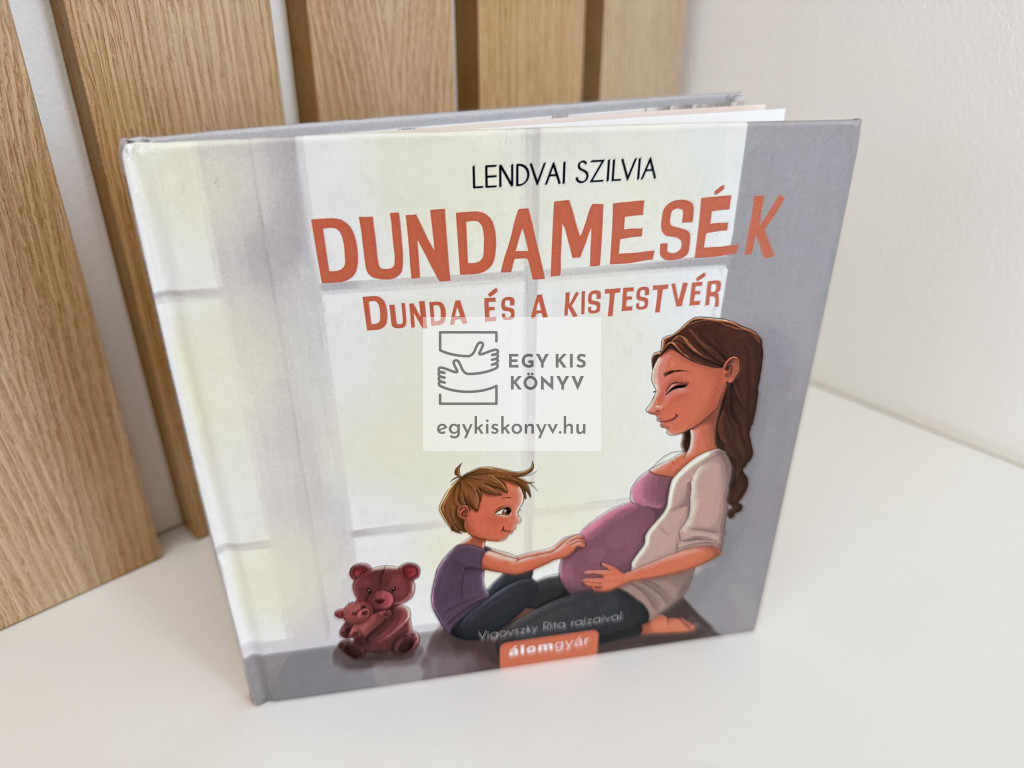 LENDVAI SZILVIA
DUNDAMESÉK
DUNDA ÉS A KISTESTVÉR
EGY KIS
KÖNYV
egykiskonyv.hu
Vigovszky Rita rajzaival
álomgyár